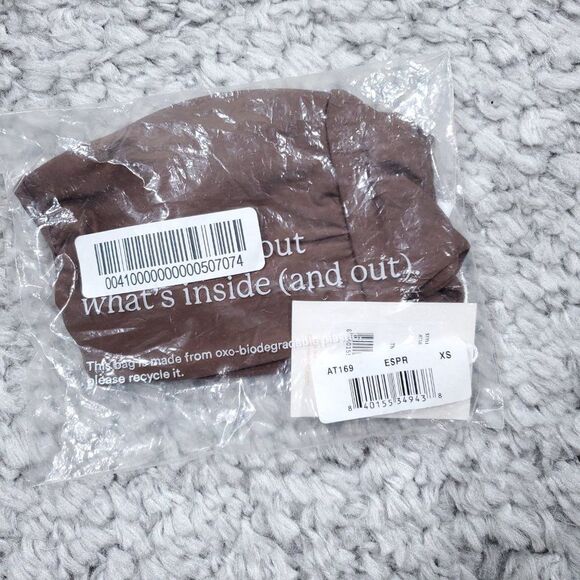 00410000000000507074
out
what's inside (and out).
This bag is made from oxo-biodegradable
please recycle it.
AT169 ESPR XS
8 40155 34943 8